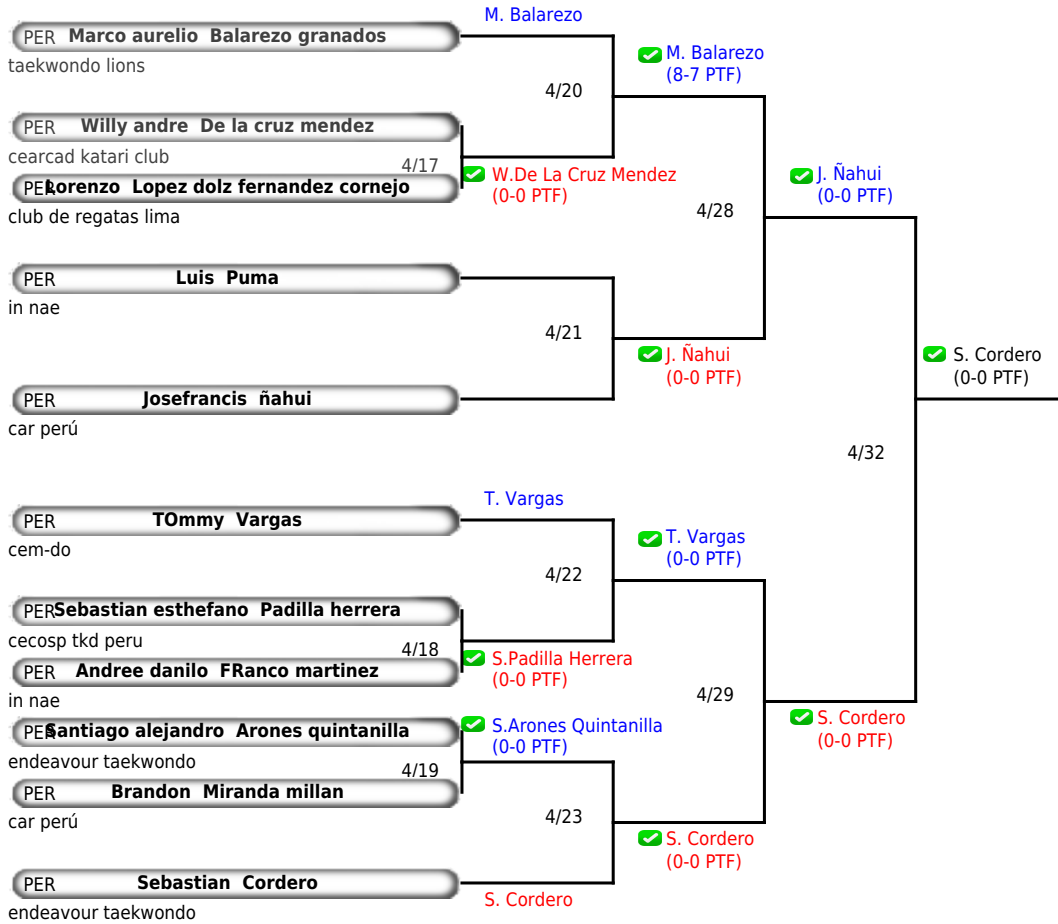 M. Balarezo
PER Marco aurelio Balarezo granados
taekwondo lions
M. Balarezo
(8-7 PTF)
4/20
PER Willy andre De la cruz mendez
cearcad katari club
4/17
W.De La Cruz Mendez
(0-0 PTF)
PER Lorenzo Lopez dolz fernandez cornejo
club de regatas lima
J. Ñahui
(0-0 PTF)
4/28
PER Luis Puma
in nae
4/21
J. Ñahui
(0-0 PTF)
S. Cordero
(0-0 PTF)
PER Josefrancis ñahui
car perú
4/32
T. Vargas
PER TOmmy Vargas
cem-do
T. Vargas
(0-0 PTF)
4/22
PER Sebastian esthefano Padilla herrera
cecosp tkd peru
4/18
S.Padilla Herrera
(0-0 PTF)
PER Andree danilo FRanco martinez
in nae
4/29
S. Cordero
(0-0 PTF)
PER Santiago alejandro Arones quintanilla
endeavour taekwondo
S.Arones Quintanilla
(0-0 PTF)
4/19
PER Brandon Miranda millan
car perú
4/23
S. Cordero
(0-0 PTF)
PER Sebastian Cordero
endeavour taekwondo
S. Cordero